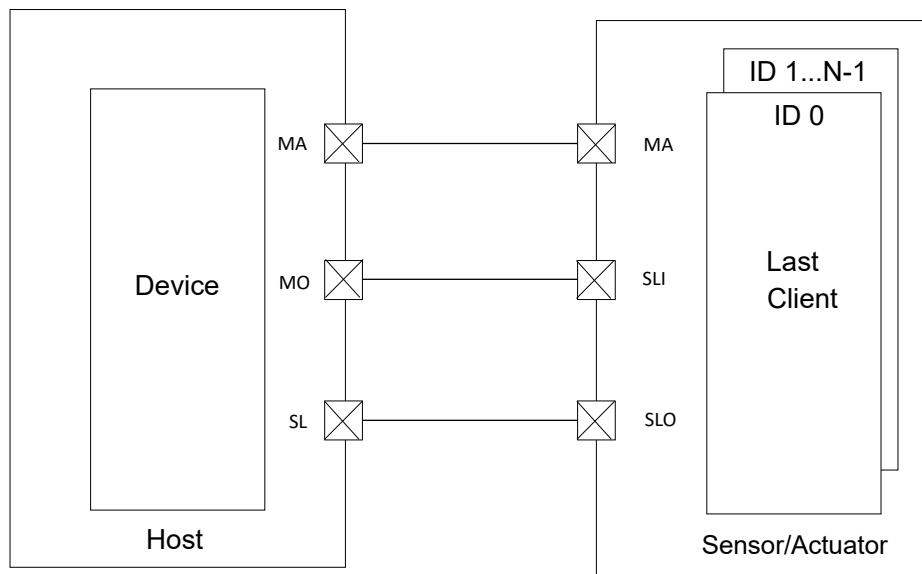 MA
MO
SL
Device
Host
MA
SLI
SLO
ID 1...N-1
ID 0
Last
Client
Sensor/Actuator